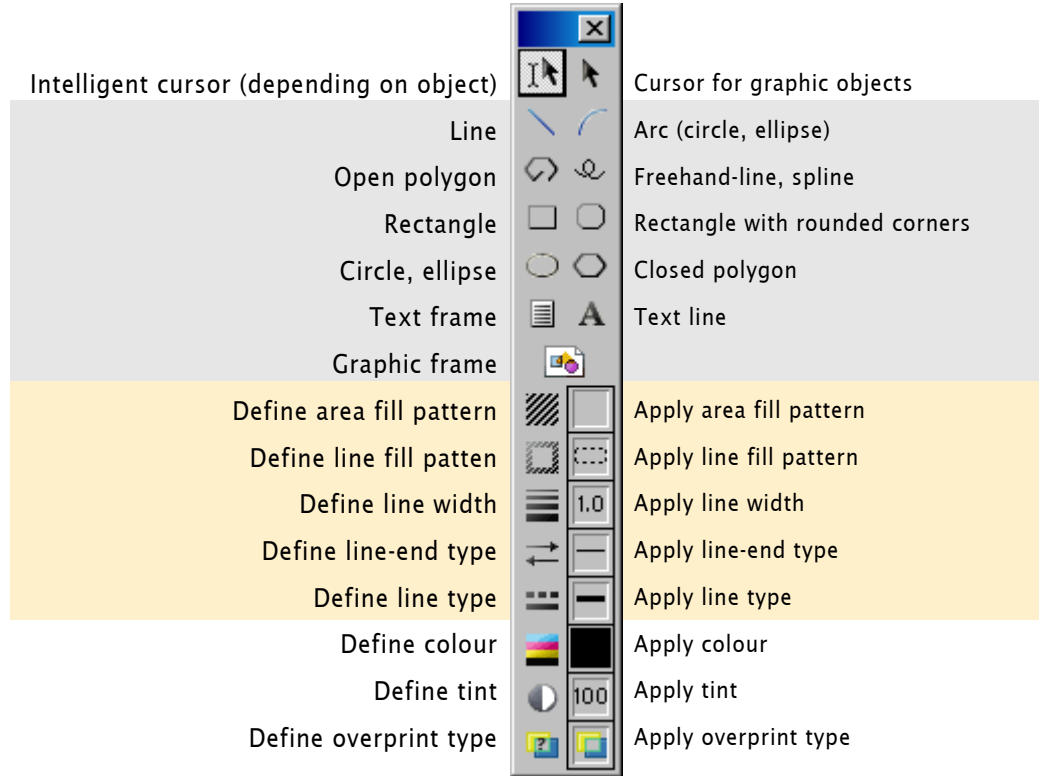 Intelligent cursor (depending on object) Cursor for graphic objects
Line Arc (circle, ellipse)
Open polygon Freehand-line, spline
Rectangle Rectangle with rounded corners
Circle, ellipse Closed polygon
Text frame A Text line
Graphic frame
Define area fill pattern Apply area fill pattern
Define line fill patten Apply line fill pattern
Define line width 1.0 Apply line width
Define line-end type Apply line-end type
Define line type Apply line type
Define colour Apply colour
Define tint 100 Apply tint
Define overprint type ? Apply overprint type